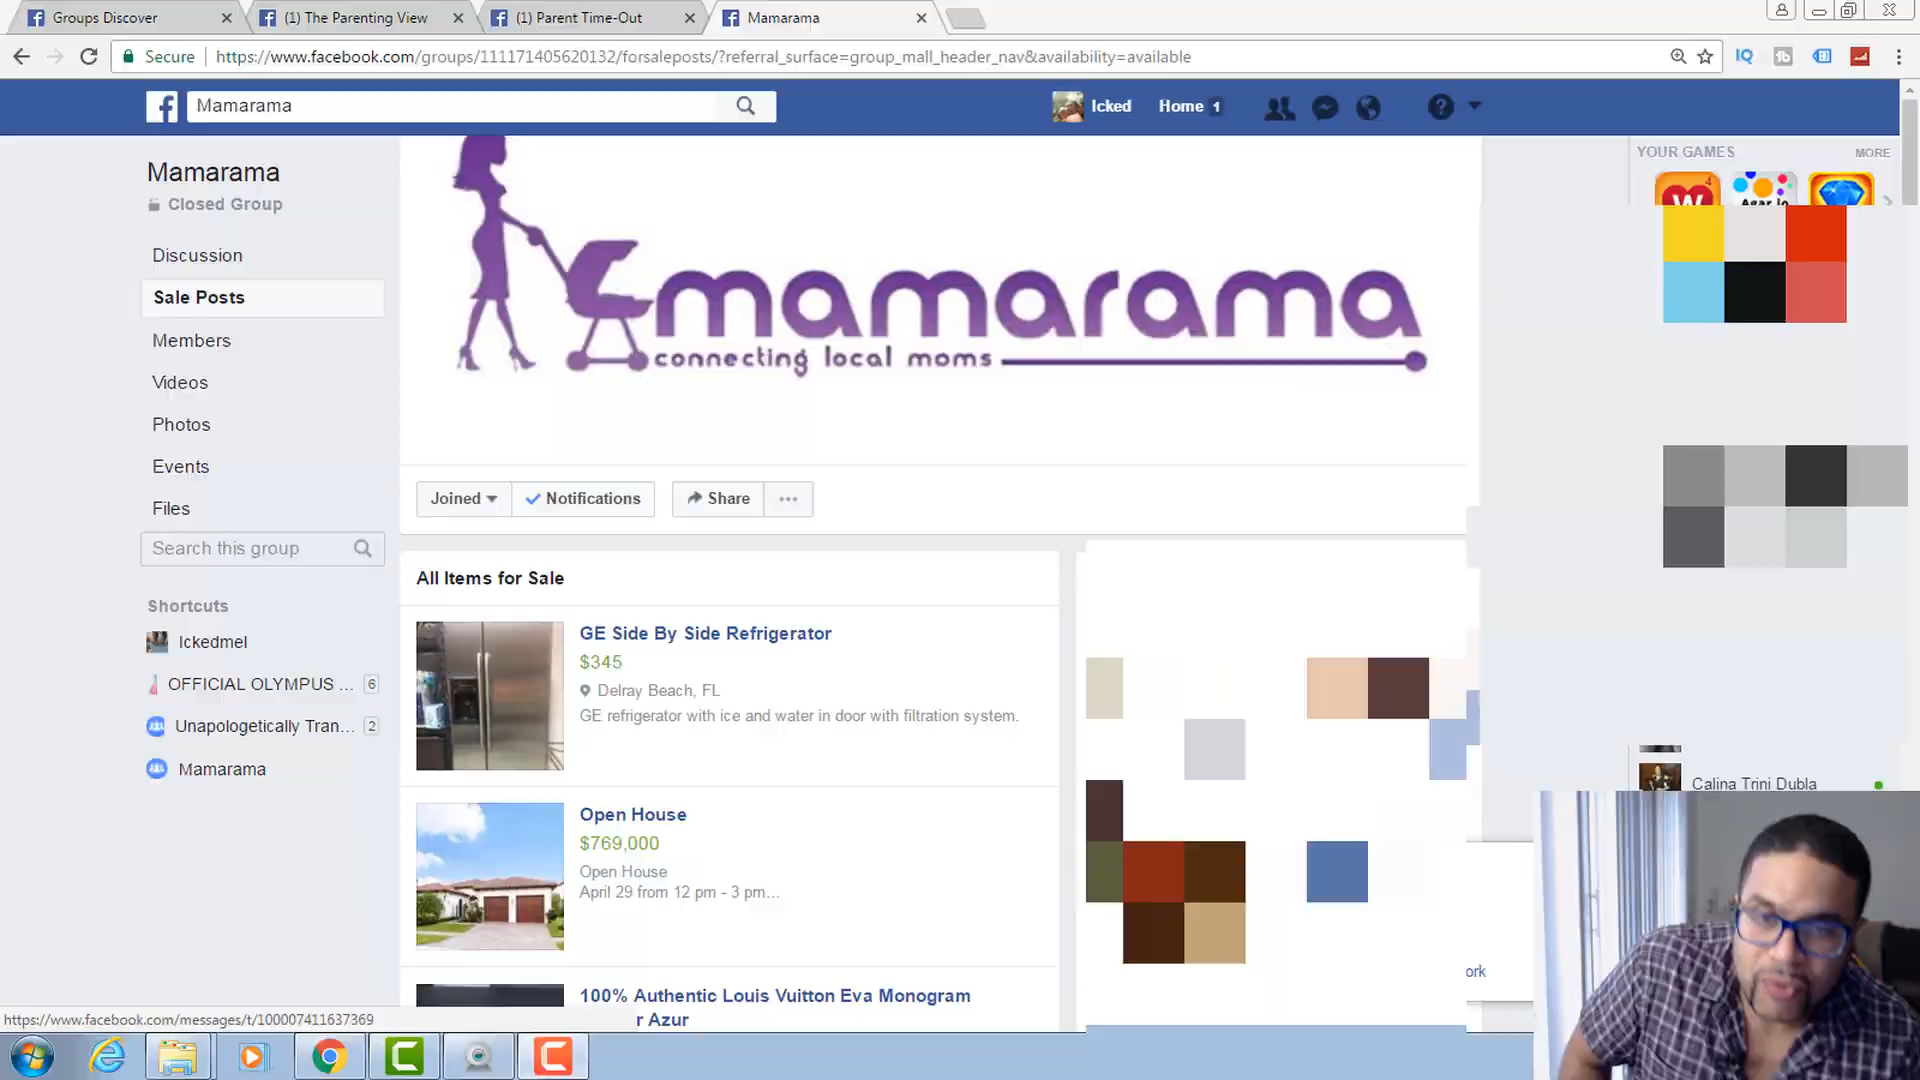 Groups Discover
(1) The Parenting View
(1) Parent Time-Out
Mamarama
Secure
https://www.facebook.com/groups/111171405620132/forsaleposts/?referral_surface=group_mall_header_nav&availability=available
Mamarama
Icked
Home 1
Mamarama
Closed Group
Discussion
Sale Posts
Members
Videos
Photos
Events
Files
Search this group
Shortcuts
Ickedmel
OFFICIAL OLYMPUS ... 6
Unapologetically Tran... 2
Mamarama
mamarama
connecting local moms
Joined
Notifications
Share
All Items for Sale
GE Side By Side Refrigerator
$345
Delray Beach, FL
GE refrigerator with ice and water in door with filtration system.
Open House
$769,000
Open House
April 29 from 12 pm - 3 pm...
100% Authentic Louis Vuitton Eva Monogram
r Azur
YOUR GAMES
MORE
Agar.io
Calina Trini Dubla
ork
https://www.facebook.com/messages/t/100007411637369